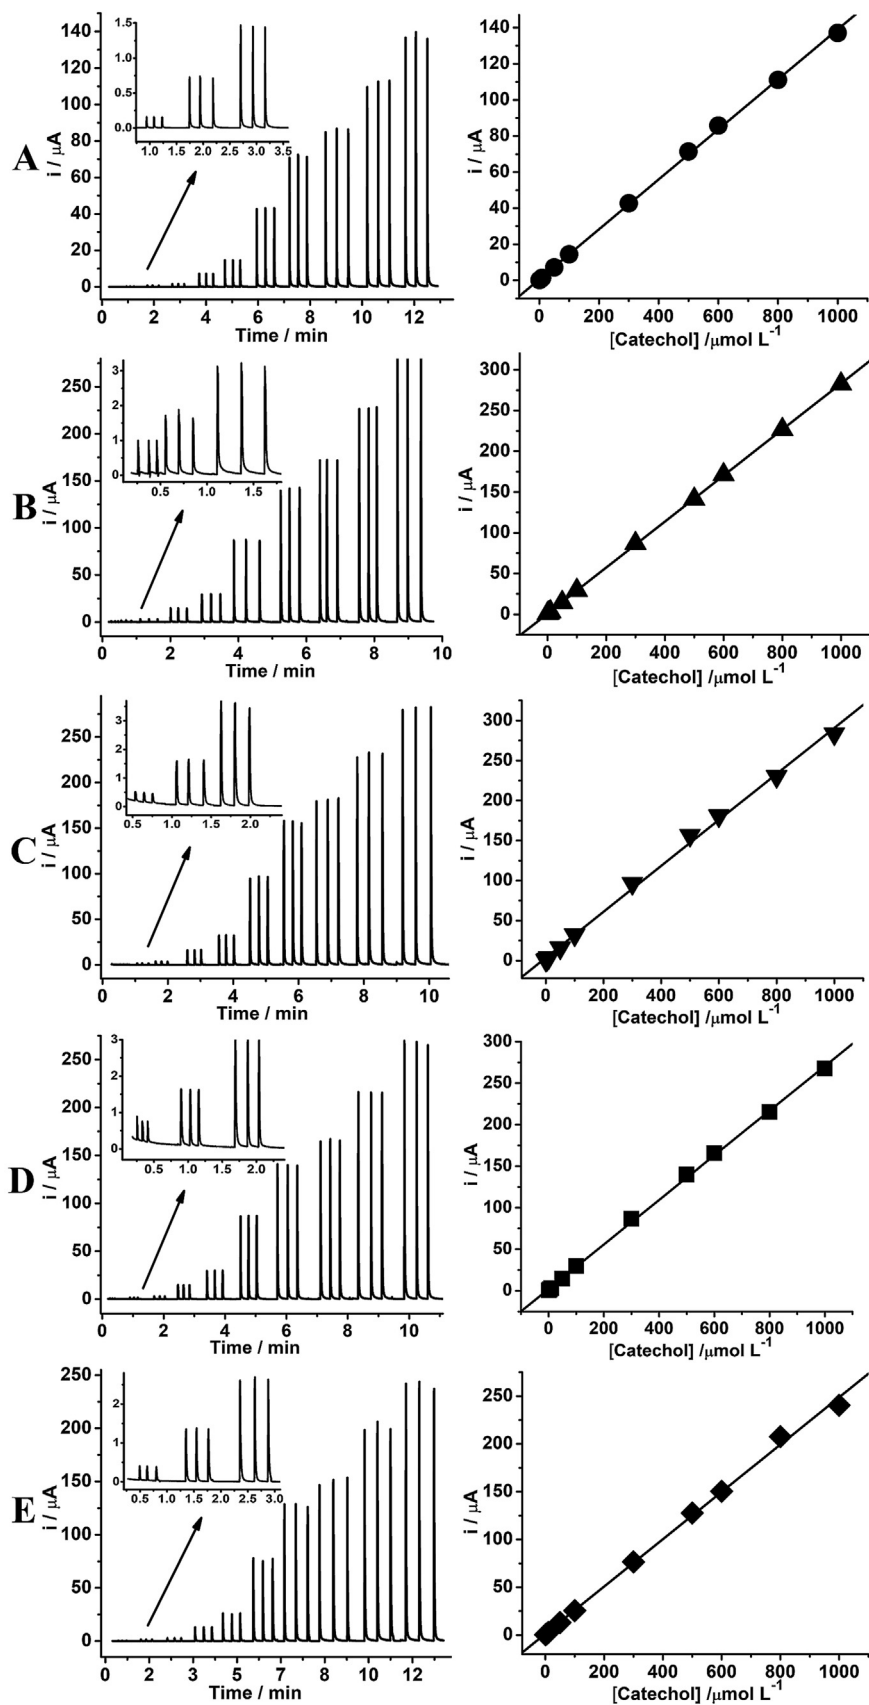 A
i / µA
140
120
100
80
60
40
20
0
0 2 4 6 8 10 12
Time / min
1.5
1.0
0.5
0.0
1.0 1.5 2.0 2.5 3.0 3.5
i / µA
140
120
100
80
60
40
20
0
0 200 400 600 800 1000
[Catechol] /µmol L⁻¹
B
i / µA
250
200
150
100
50
0
0 2 4 6 8 10
Time / min
3
2
1
0
0.5 1.0 1.5
i / µA
300
250
200
150
100
50
0
0 200 400 600 800 1000
[Catechol] /µmol L⁻¹
C
i / µA
250
200
150
100
50
0
0 2 4 6 8 10
Time / min
3
2
1
0
0.5 1.0 1.5 2.0
i / µA
300
250
200
150
100
50
0
0 200 400 600 800 1000
[Catechol] /µmol L⁻¹
D
i / µA
250
200
150
100
50
0
0 2 4 6 8 10
Time / min
3
2
1
0
0.5 1.0 1.5 2.0
i / µA
300
250
200
150
100
50
0
0 200 400 600 800 1000
[Catechol] /µmol L⁻¹
E
i / µA
250
200
150
100
50
0
0 2 3 5 7 8 10 12
Time / min
2
1
0
0.5 1.0 1.5 2.0 2.5 3.0
i / µA
250
200
150
100
50
0
0 200 400 600 800 1000
[Catechol] /µmol L⁻¹